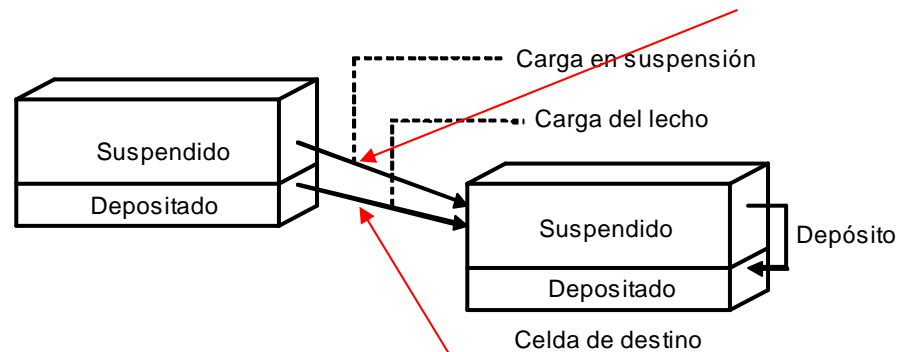 Carga en suspensión
Carga del lecho
Suspendido
Depositado
Suspendido
Depósito
Depositado
Celda de destino